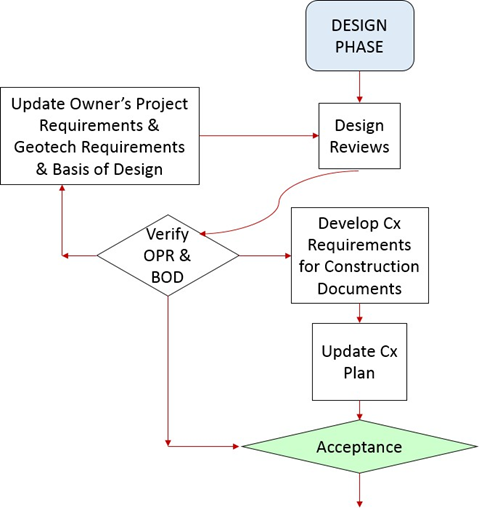 DESIGN
PHASE
Update Owner's Project
Requirements &
Geotech Requirements
& Basis of Design
Design
Reviews
Verify
OPR &
BOD
Develop Cx
Requirements
for Construction
Documents
Update Cx
Plan
Acceptance